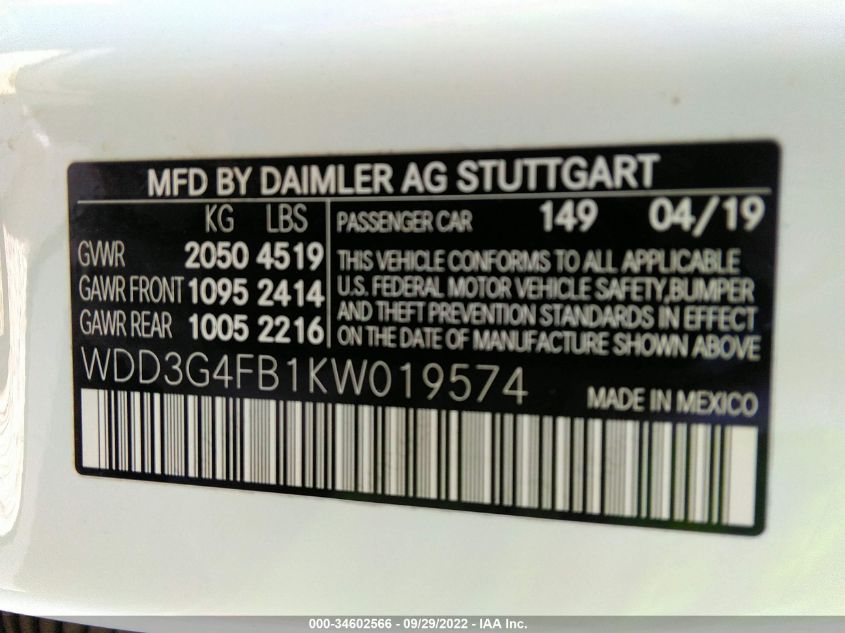 MFD BY DAIMLER AG STUTTGART
KG LBS
GVWR 2050 4519
GAWR FRONT 1095 2414
GAWR REAR 1005 2216
PASSENGER CAR 149 04/19
THIS VEHICLE CONFORMS TO ALL APPLICABLE
U.S. FEDERAL MOTOR VEHICLE SAFETY, BUMPER
AND THEFT PREVENTION STANDARDS IN EFFECT
ON THE DATE OF MANUFACTURE SHOWN ABOVE
WDD3G4FB1KW019574
MADE IN MEXICO
000-34602566 - 09/29/2022 - IAA Inc.